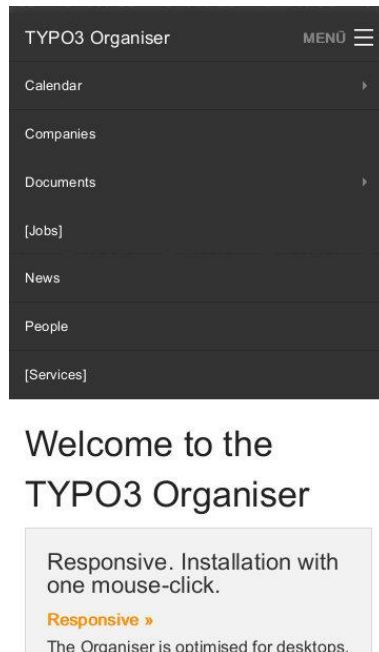 TYPO3 Organiser MENÜ
Calendar
Companies
Documents
[Jobs]
News
People
[Services]
Welcome to the
TYPO3 Organiser
Responsive. Installation with
one mouse-click.
Responsive »
The Organiser is optimised for desktops,